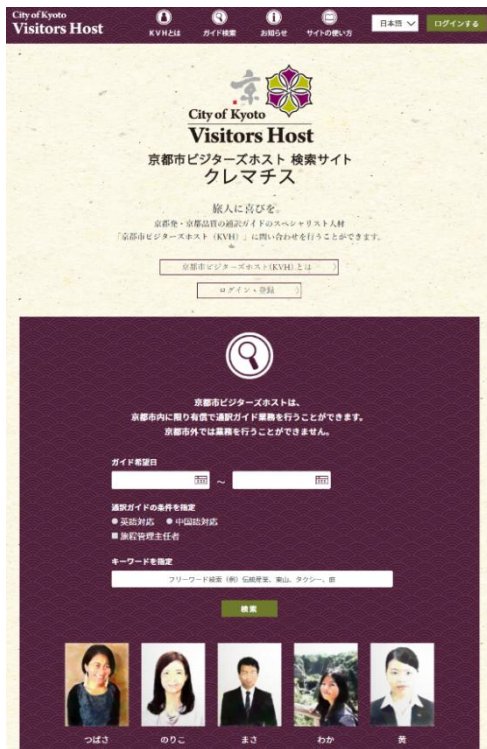 City of Kyoto
Visitors Host
KVHとは
ガイド検索
お知らせ
サイトの使い方
日本語
ログインする
京
City of Kyoto
Visitors Host
京都市ビジターズホスト 検索サイト
クレマチス
旅人に喜びを。
京都発・京都品質の通訳ガイドのスペシャリスト人材
「京都市ビジターズホスト（KVH）」に問い合わせを行うことができます。
京都市ビジターズホスト(KVH)とは
ログイン・登録
京都市ビジターズホストは、
京都市内に限り有償で通訳ガイド業務を行うことができます。
京都市外では業務を行うことができません。
ガイド希望日
～
通訳ガイドの条件を指定
英語対応 中国語対応
旅程管理主任者
キーワードを指定
フリーワード検索（例）伝統産業、東山、タクシー、都
検索
つばさ
のりこ
まさ
わか
黄